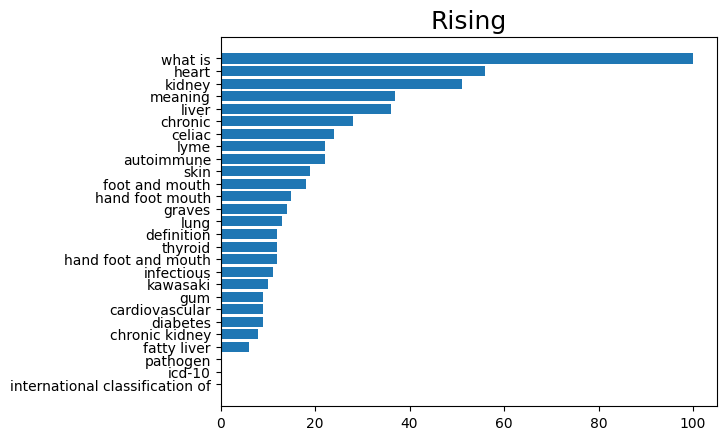 Rising
what is
heart
kidney
meaning
liver
chronic
celiac
lyme
autoimmune
skin
foot and mouth
hand foot mouth
graves
lung
definition
thyroid
hand foot and mouth
infectious
kawasaki
gum
cardiovascular
diabetes
chronic kidney
fatty liver
pathogen
icd-10
international classification of
0 20 40 60 80 100